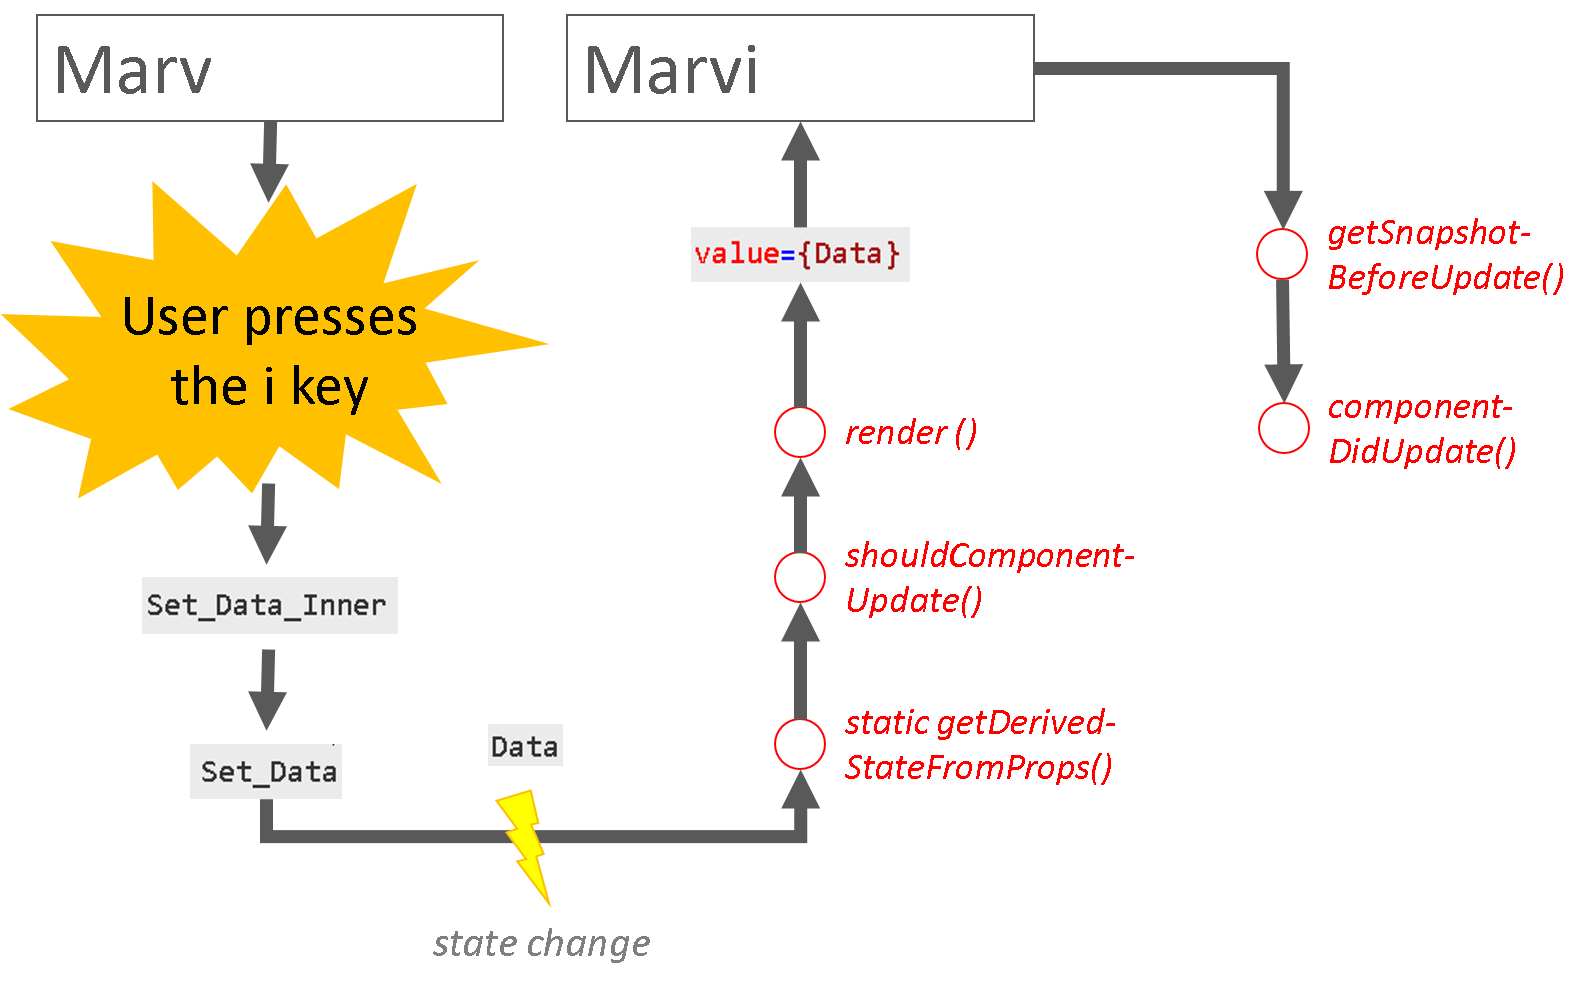 Marv
User presses
the i key
Set_Data_Inner
Set_Data
Data
state change
Marvi
value={Data}
render ()
shouldComponent-
Update()
static getDerived-
StateFromProps()
getSnapshot-
BeforeUpdate()
component-
DidUpdate()